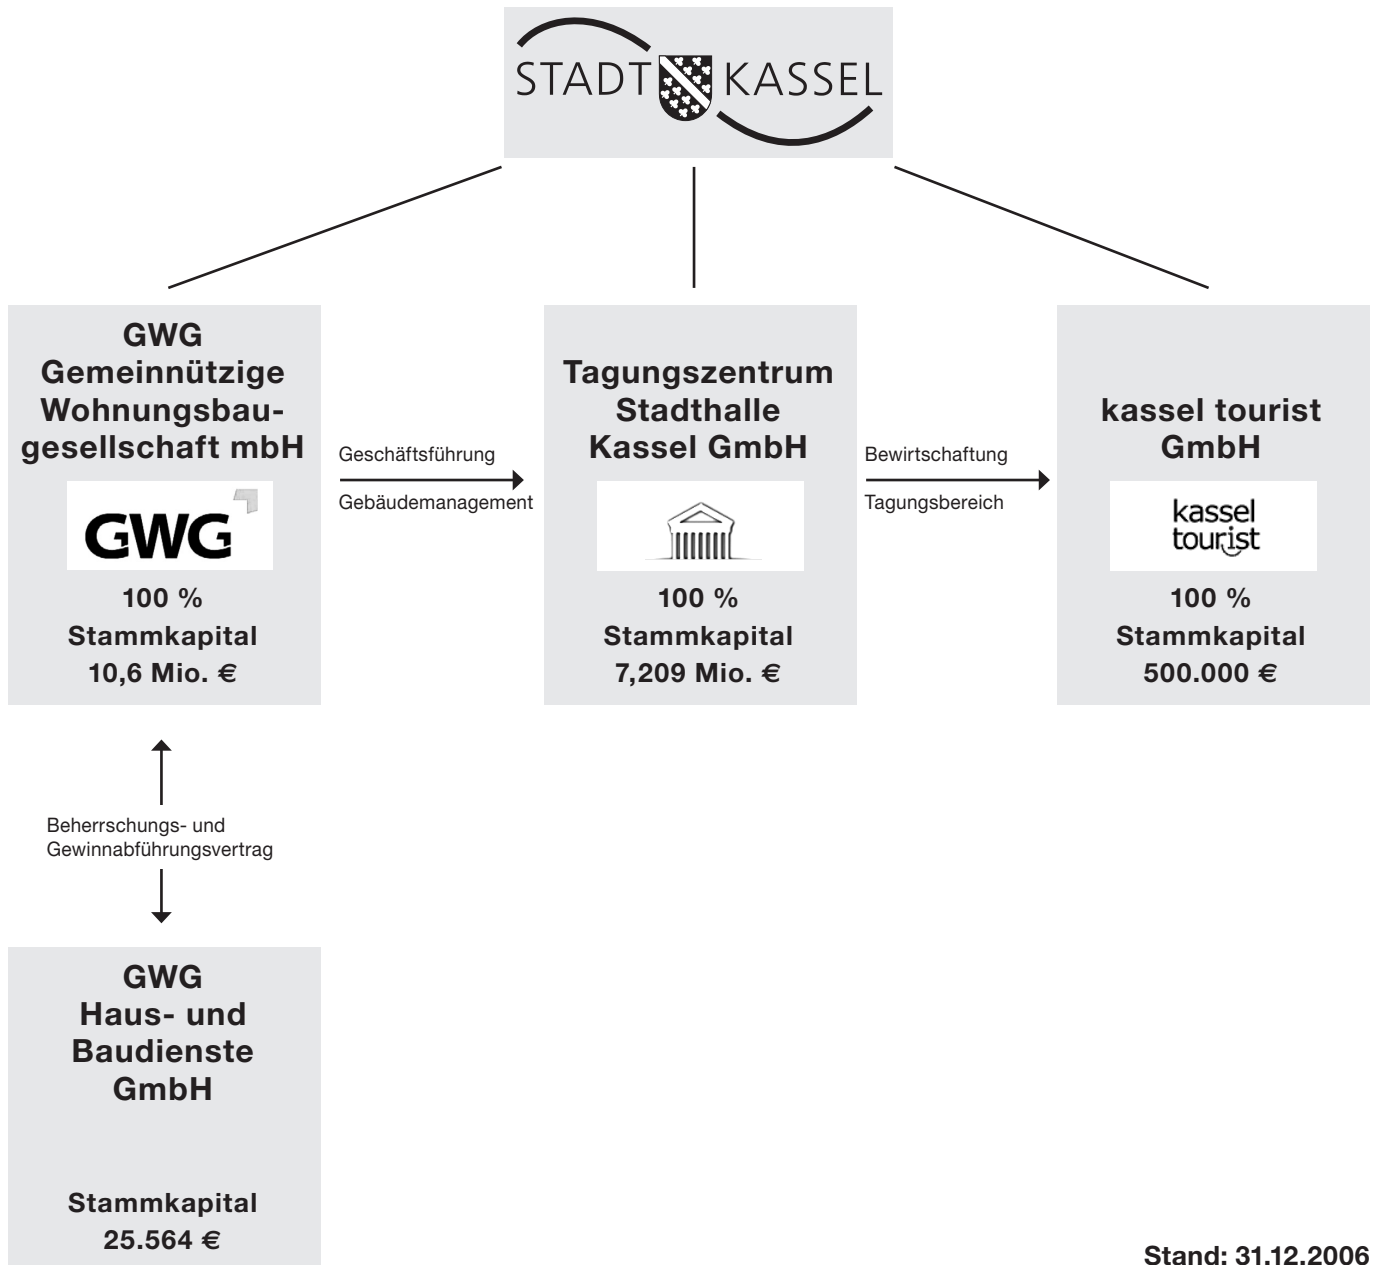 STADT KASSEL
GWG
Gemeinnützige
Wohnungsbau-
gesellschaft mbH
GWG
100 %
Stammkapital
10,6 Mio. €
Geschäftsführung
Gebäudemanagement
Tagungszentrum
Stadthalle
Kassel GmbH
100 %
Stammkapital
7,209 Mio. €
Bewirtschaftung
Tagungsbereich
kassel tourist
GmbH
kassel
tourist
100 %
Stammkapital
500.000 €
Beherrschungs- und
Gewinnabführungsvertrag
GWG
Haus- und
Baudienste
GmbH
Stammkapital
25.564 €
Stand: 31.12.2006